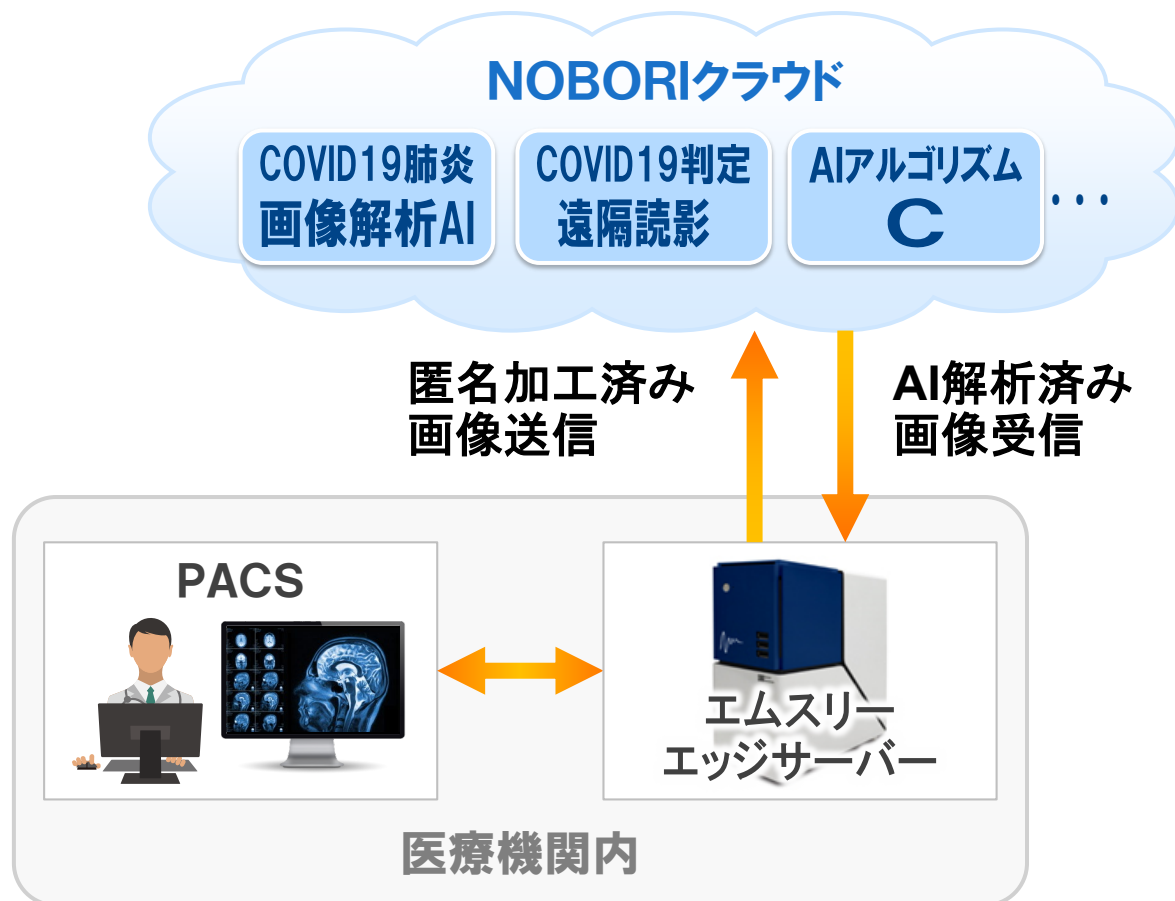 NOBORIクラウド
COVID19肺炎
画像解析AI
COVID19判定
遠隔読影
AIアルゴリズム
C
・・・
匿名加工済み
画像送信
AI解析済み
画像受信
PACS
エムスリー
エッジサーバー
医療機関内